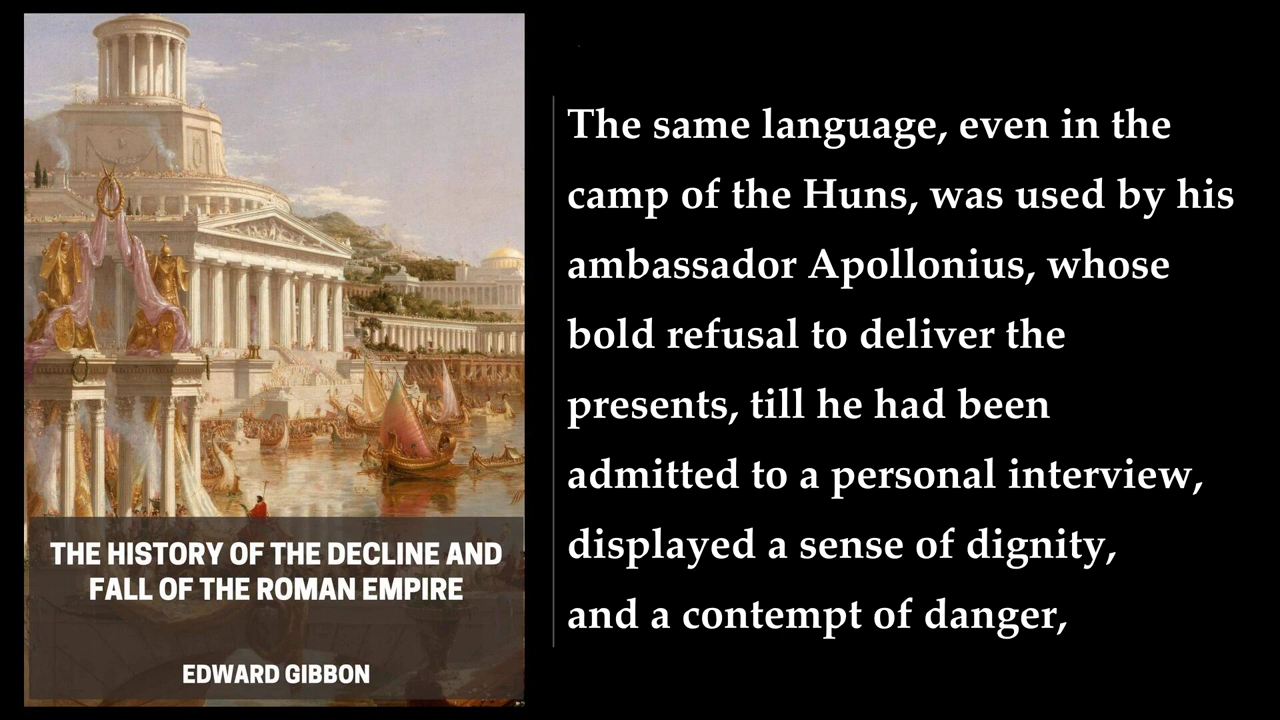 THE HISTORY OF THE DECLINE AND
FALL OF THE ROMAN EMPIRE
EDWARD GIBBON
The same language, even in the
camp of the Huns, was used by his
ambassador Apollonius, whose
bold refusal to deliver the
presents, till he had been
admitted to a personal interview,
displayed a sense of dignity,
and a contempt of danger,